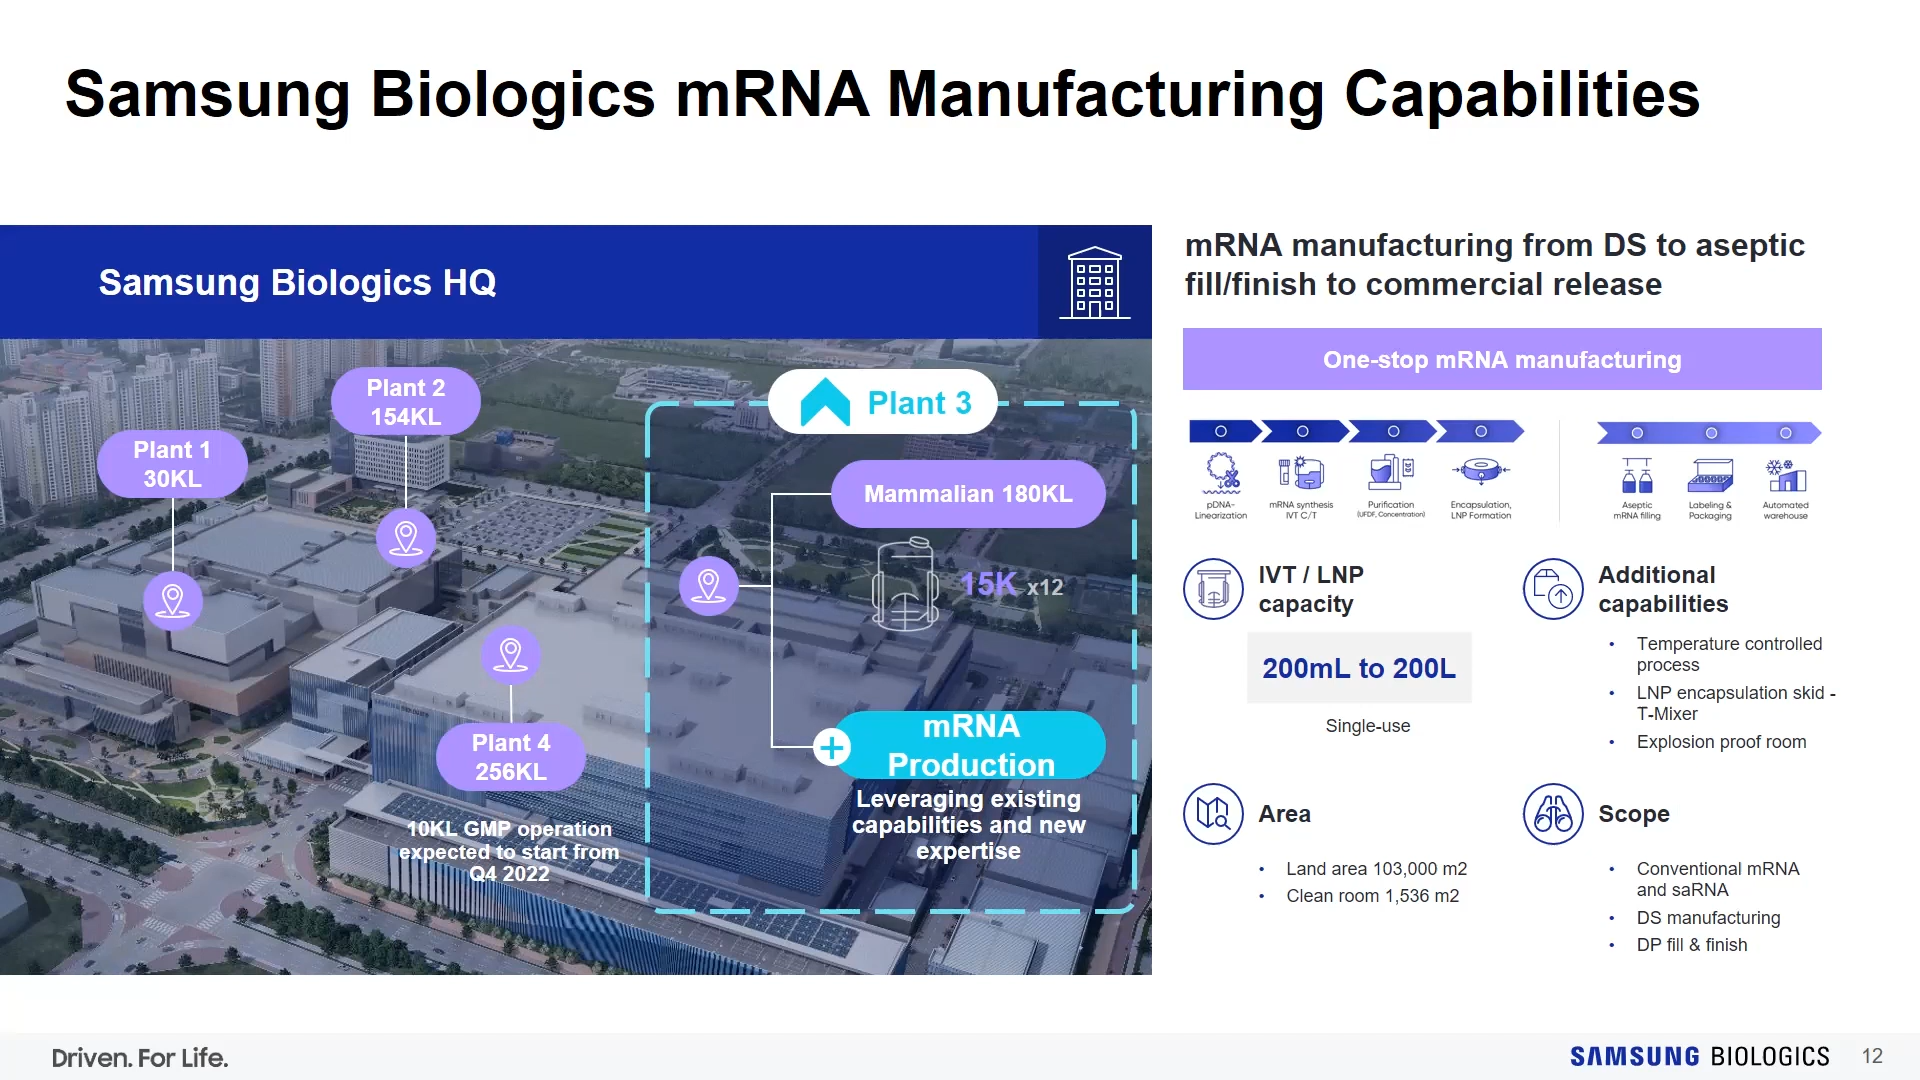 Samsung Biologics mRNA Manufacturing Capabilities
Samsung Biologics HQ
Plant 1
30KL
Plant 2
154KL
Plant 4
256KL
10KL GMP operation
expected to start from
Q4 2022
Plant 3
Mammalian 180KL
15K x12
mRNA
Production
Leveraging existing
capabilities and new
expertise
mRNA manufacturing from DS to aseptic
fill/finish to commercial release
One-stop mRNA manufacturing
pDNA-
Linearization
mRNA synthesis
IVT C/T
Purification
(UFDF, Concentration)
Encapsulation,
LNP Formation
Aseptic
mRNA filling
Labeling &
Packaging
Automated
warehouse
IVT / LNP
capacity
200mL to 200L
Single-use
Additional
capabilities
• Temperature controlled
process
• LNP encapsulation skid -
T-Mixer
• Explosion proof room
Area
• Land area 103,000 m2
• Clean room 1,536 m2
Scope
• Conventional mRNA
and saRNA
• DS manufacturing
• DP fill & finish
Driven. For Life.
SAMSUNG BIOLOGICS
12